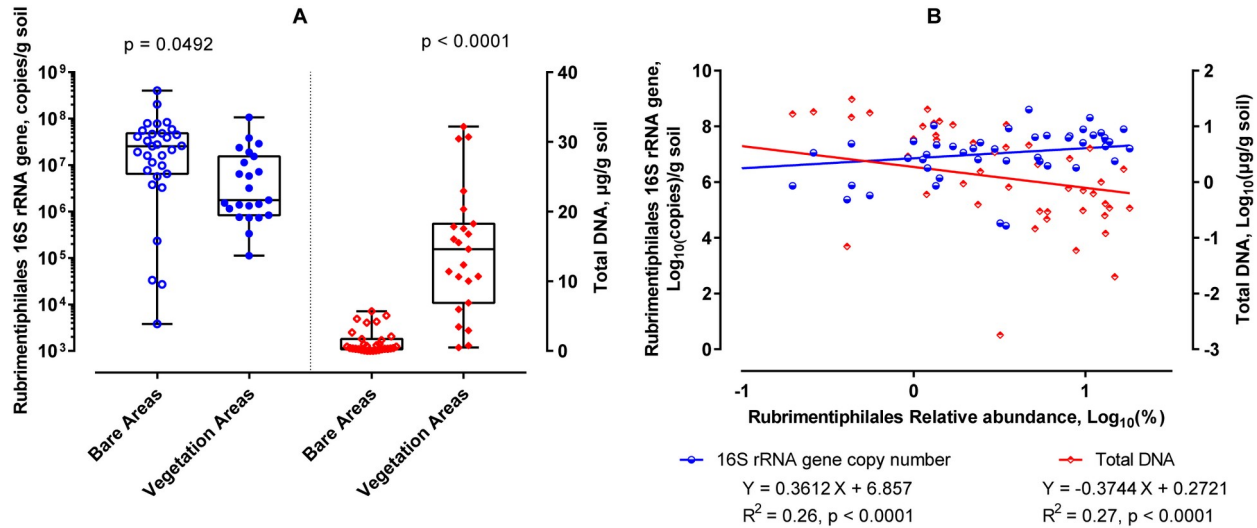 A
B
p = 0.0492
p < 0.0001
Rubrimentiphilales 16S rRNA gene, copies/g soil
10⁹
10⁸
10⁷
10⁶
10⁵
10⁴
10³
40
30
20
10
0
Total DNA, µg/g soil
Bare Areas
Vegetation Areas
Bare Areas
Vegetation Areas
Rubrimentiphilales 16S rRNA gene,
Log₁₀(copies)/g soil
10
8
6
4
2
0
2
1
0
-1
-2
-3
Total DNA, Log₁₀(µg/g soil)
-1
0
1
Rubrimentiphilales Relative abundance, Log₁₀(%)
16S rRNA gene copy number
Total DNA
Y = 0.3612 X + 6.857
Y = -0.3744 X + 0.2721
R² = 0.26, p < 0.0001
R² = 0.27, p < 0.0001